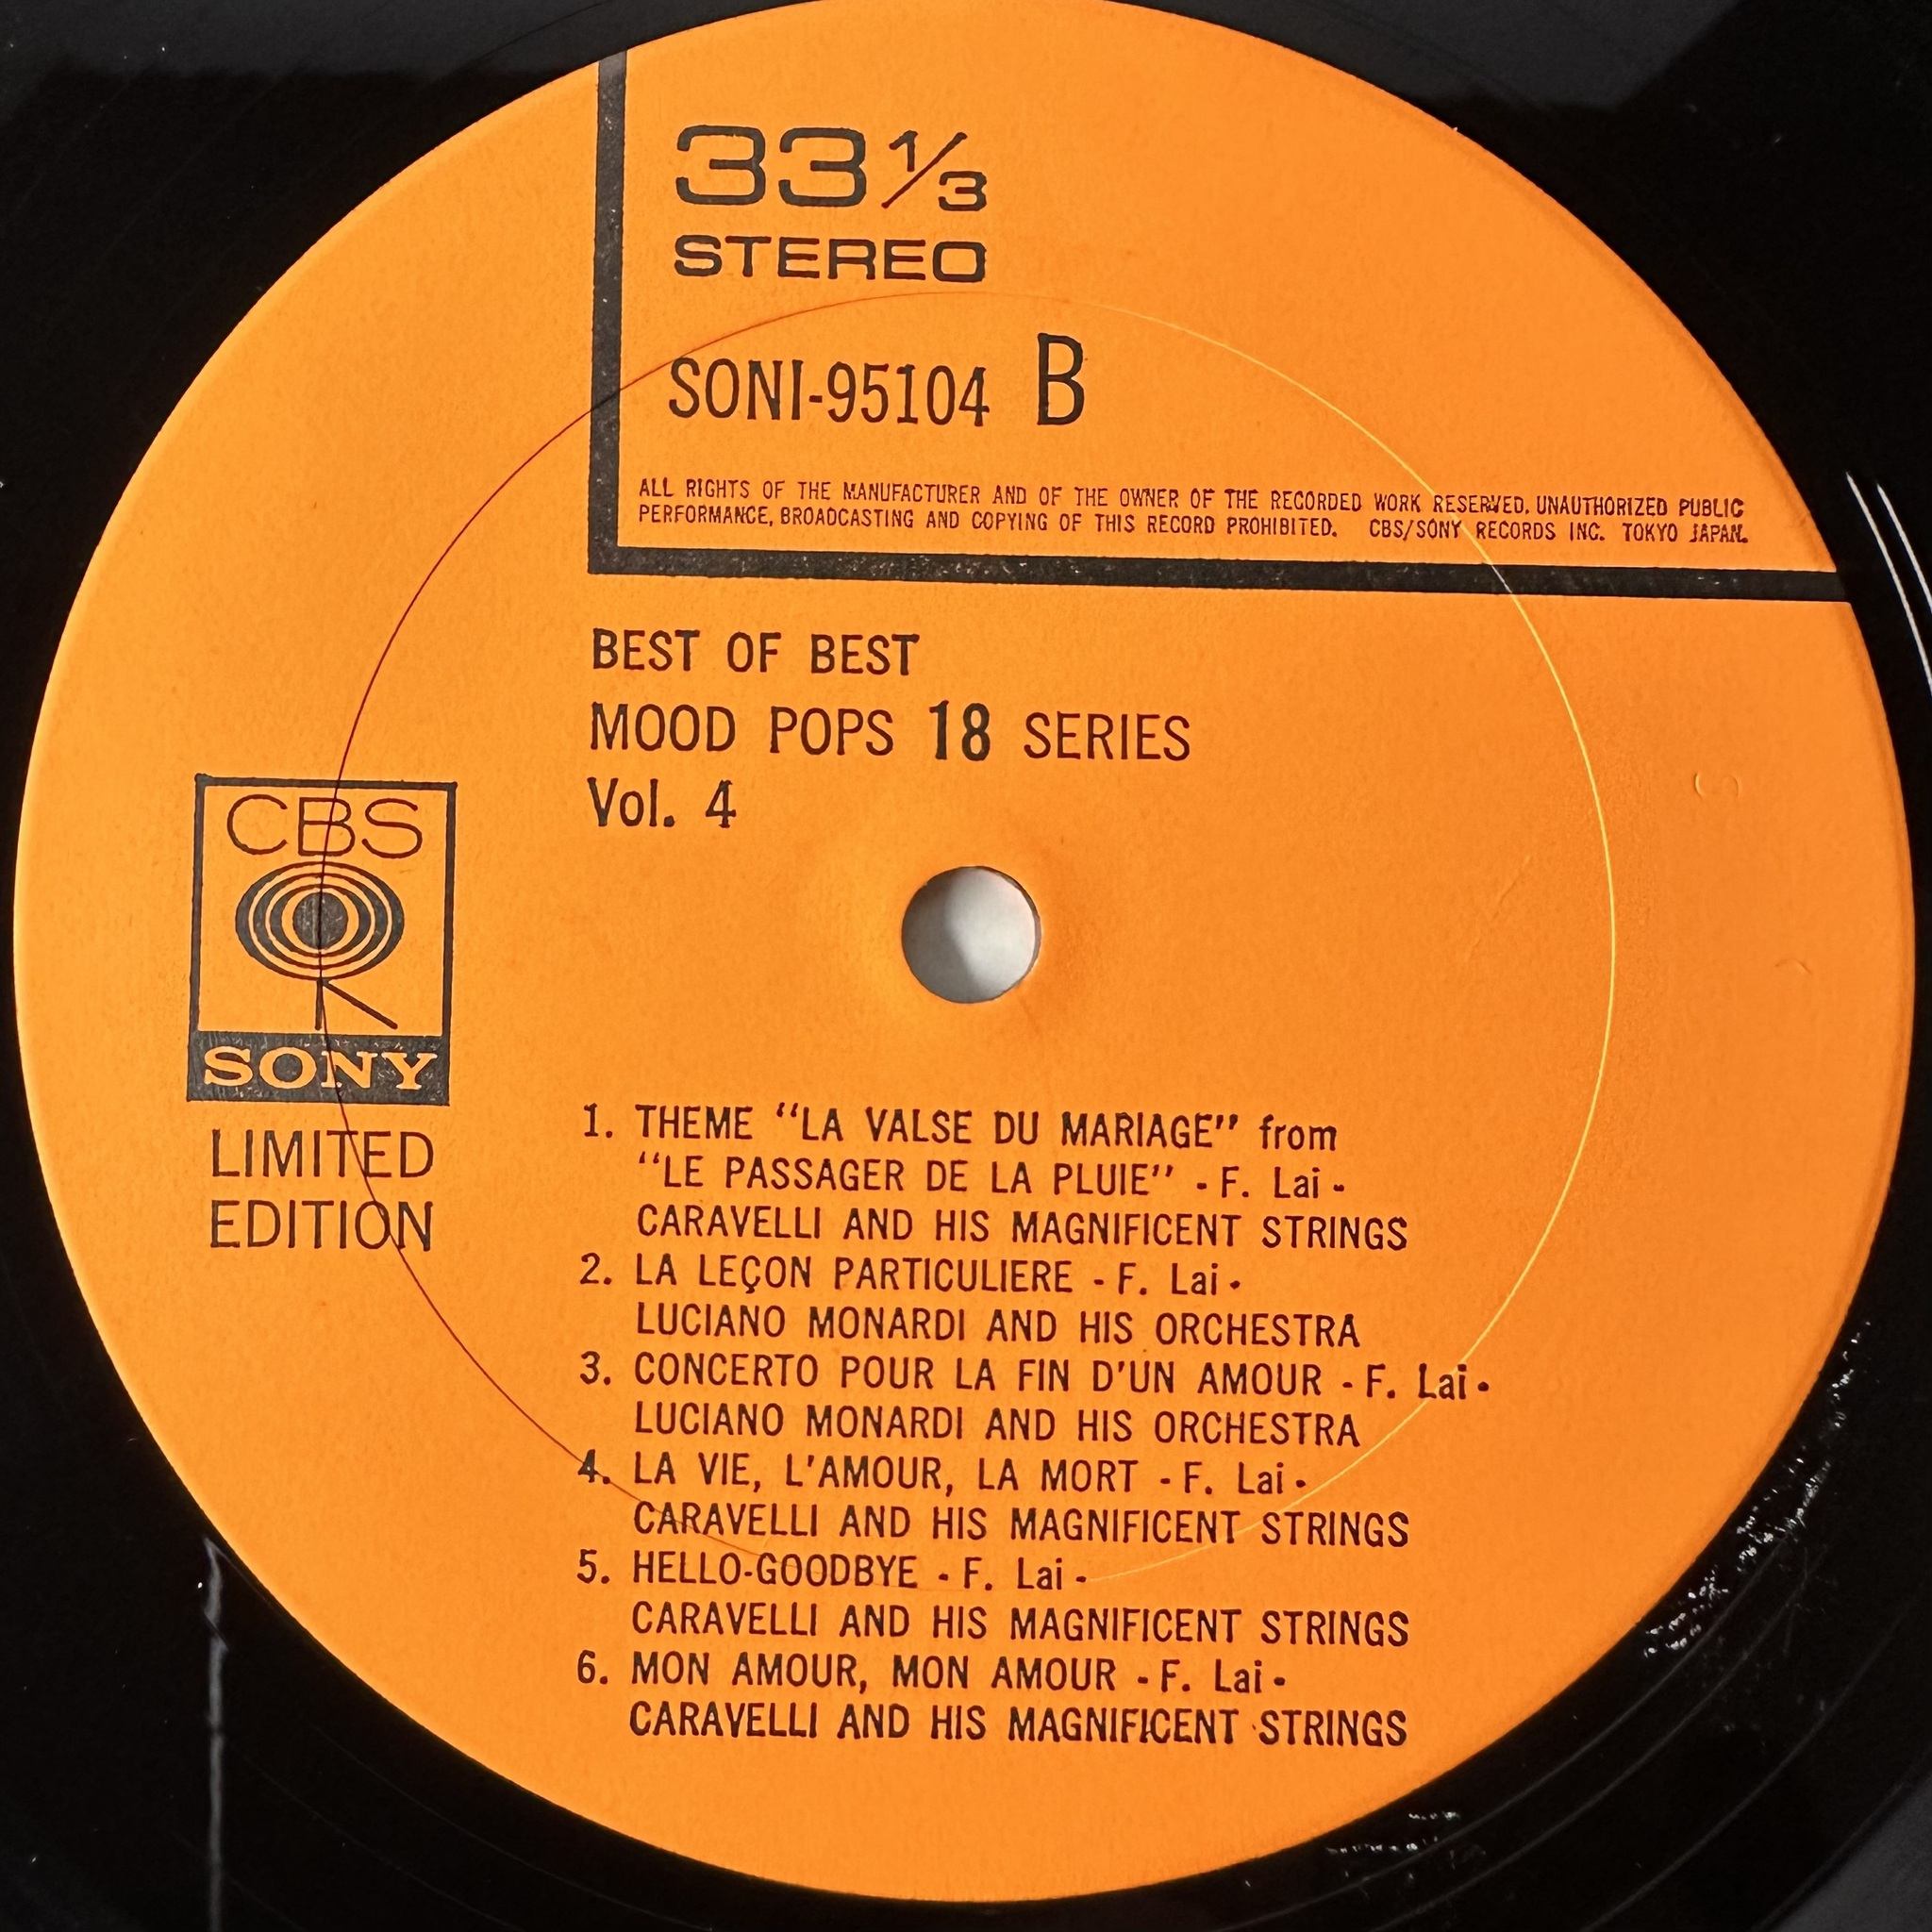 33 1/3
STEREO
SONI-95104 B
ALL RIGHTS OF THE MANUFACTURER AND OF THE OWNER OF THE RECORDED WORK RESERVED. UNAUTHORIZED PUBLIC
PERFORMANCE, BROADCASTING AND COPYING OF THIS RECORD PROHIBITED. CBS/SONY RECORDS INC. TOKYO JAPAN.
BEST OF BEST
MOOD POPS 18 SERIES
Vol. 4
CBS
SONY
LIMITED
EDITION
1. THEME "LA VALSE DU MARIAGE" from
"LE PASSAGER DE LA PLUIE" - F. Lai -
CARAVELLI AND HIS MAGNIFICENT STRINGS
2. LA LEÇON PARTICULIERE - F. Lai -
LUCIANO MONARDI AND HIS ORCHESTRA
3. CONCERTO POUR LA FIN D'UN AMOUR - F. Lai -
LUCIANO MONARDI AND HIS ORCHESTRA
4. LA VIE, L'AMOUR, LA MORT - F. Lai -
CARAVELLI AND HIS MAGNIFICENT STRINGS
5. HELLO-GOODBYE - F. Lai -
CARAVELLI AND HIS MAGNIFICENT STRINGS
6. MON AMOUR, MON AMOUR - F. Lai -
CARAVELLI AND HIS MAGNIFICENT STRINGS